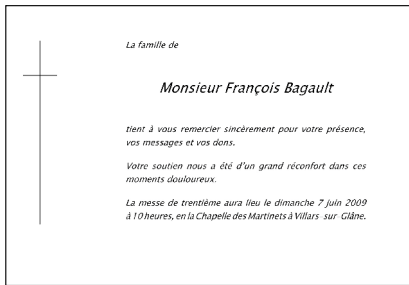 La famille de
Monsieur François Bagault
tient à vous remercier sincèrement pour votre présence,
vos messages et vos dons.
Votre soutien nous a été d'un grand réconfort dans ces
moments douloureux.
La messe de trentième aura lieu le dimanche 7 juin 2009
à 10 heures, en la Chapelle des Martinets à Villars sur Glâne.